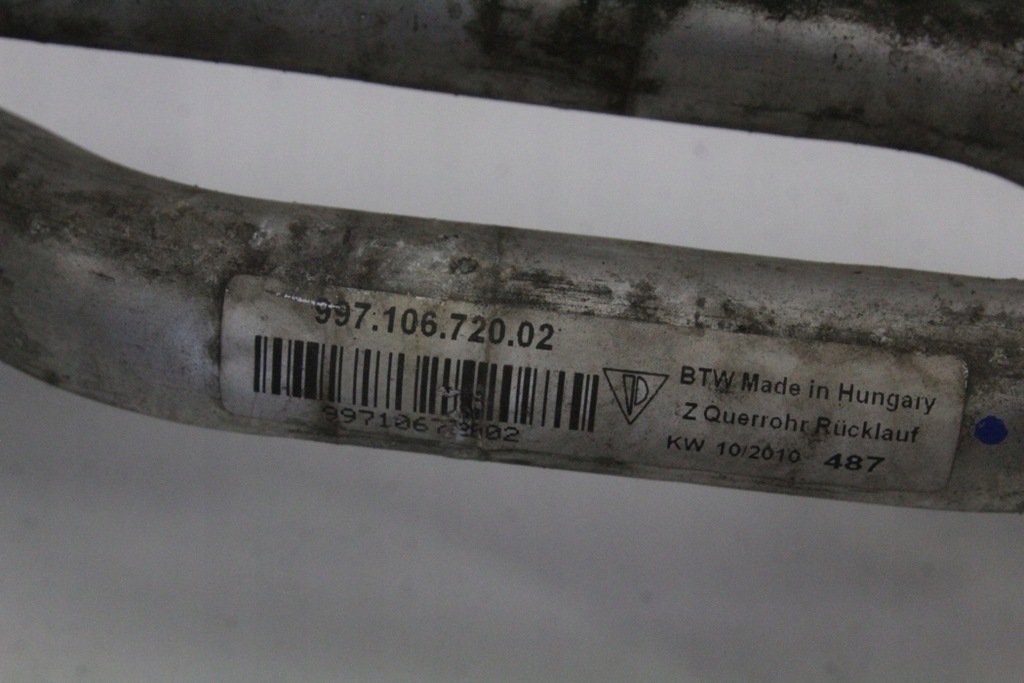 997.106.720.02
BTW Made in Hungary
Z Querrohr Rücklauf
KW 10/2010 487